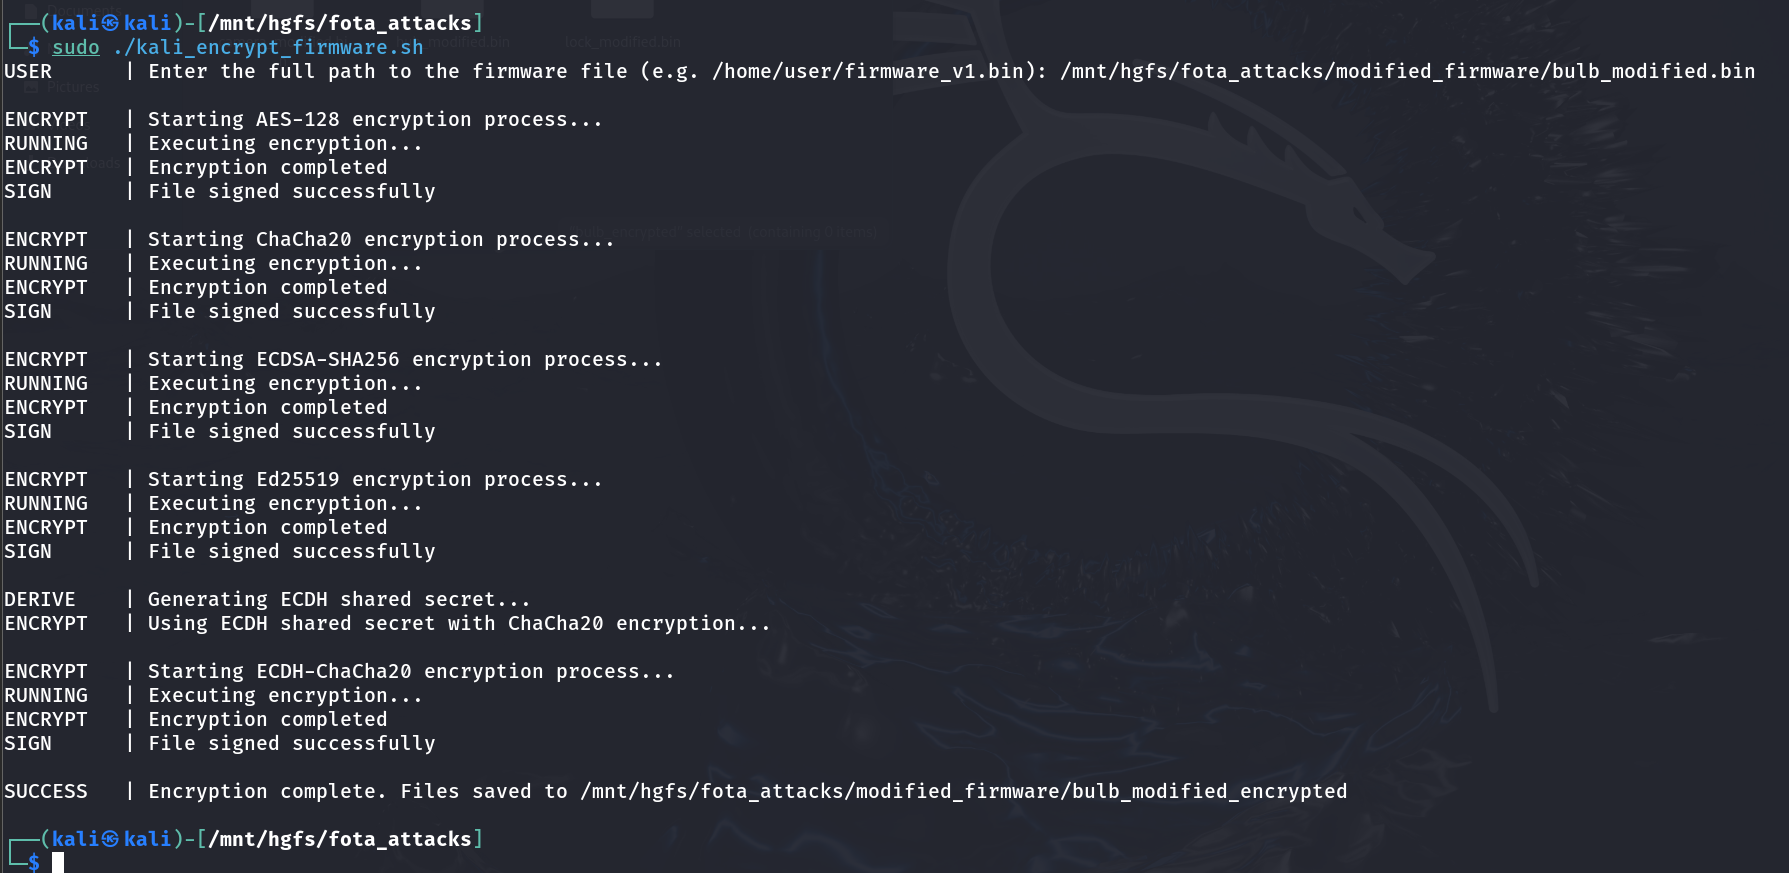 ┌──(kali㉿kali)-[/mnt/hgfs/fota_attacks]
└─$ sudo ./kali_encrypt_firmware.sh
USER | Enter the full path to the firmware file (e.g. /home/user/firmware_v1.bin): /mnt/hgfs/fota_attacks/modified_firmware/bulb_modified.bin
Pictures
ENCRYPT | Starting AES-128 encryption process...
RUNNING | Executing encryption...
ENCRYPT | Encryption completed
SIGN | File signed successfully
ENCRYPT | Starting ChaCha20 encryption process...
RUNNING | Executing encryption...
ENCRYPT | Encryption completed
SIGN | File signed successfully
ENCRYPT | Starting ECDSA-SHA256 encryption process...
RUNNING | Executing encryption...
ENCRYPT | Encryption completed
SIGN | File signed successfully
ENCRYPT | Starting Ed25519 encryption process...
RUNNING | Executing encryption...
ENCRYPT | Encryption completed
SIGN | File signed successfully
DERIVE | Generating ECDH shared secret...
ENCRYPT | Using ECDH shared secret with ChaCha20 encryption...
ENCRYPT | Starting ECDH-ChaCha20 encryption process...
RUNNING | Executing encryption...
ENCRYPT | Encryption completed
SIGN | File signed successfully
SUCCESS | Encryption complete. Files saved to /mnt/hgfs/fota_attacks/modified_firmware/bulb_modified_encrypted
┌──(kali㉿kali)-[/mnt/hgfs/fota_attacks]
└─$